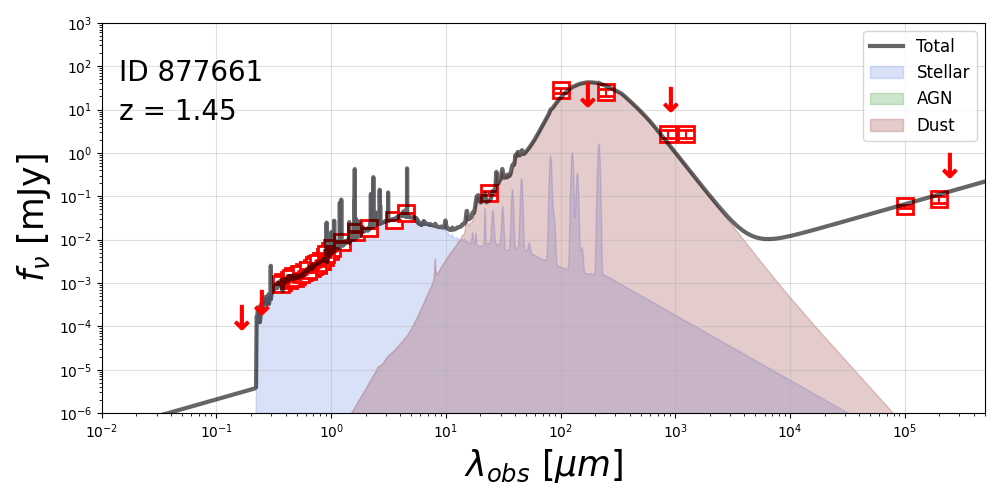 ID 877661
z = 1.45
Total
Stellar
AGN
Dust
10³
10²
10¹
10⁰
10⁻¹
10⁻²
10⁻³
10⁻⁴
10⁻⁵
10⁻⁶
f_ν [mJy]
10⁻² 10⁻¹ 10⁰ 10¹ 10² 10³ 10⁴ 10⁵
λ_obs [μm]